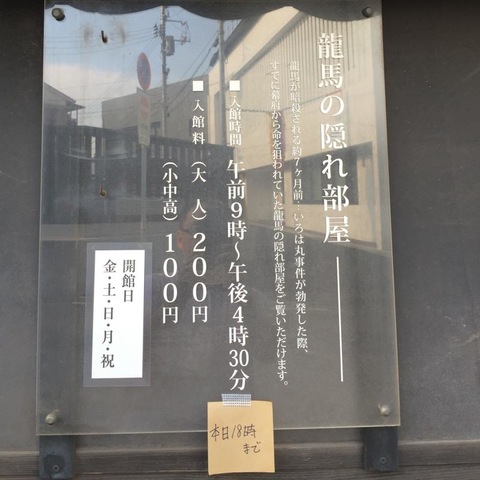 龍馬の隠れ部屋
龍馬が暗殺される約7ヶ月前…いろは丸事件が勃発した際、
すでに幕府から命を狙われていた龍馬の隠れ部屋をご覧いただけます。
■入館時間 午前9時～午後4時30分
■入館料 (大人) 200円
(小中高) 100円
開館日
金・土・日・月・祝
本日18時
まで